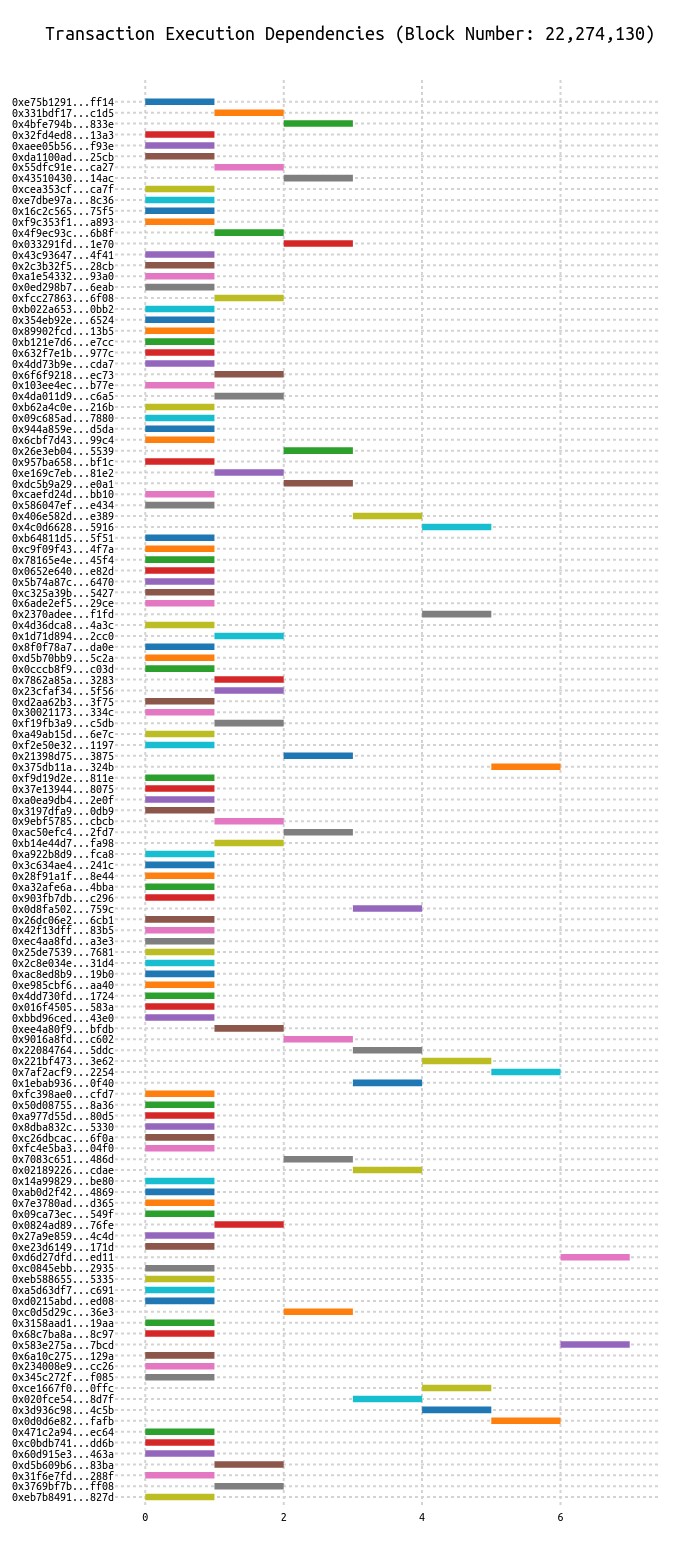 Transaction Execution Dependencies (Block Number: 22,274,130)
0xe75b1291...ff14
0x331bdf17...c1d5
0x4bfe794b...833e
0x32fd4ed8...13a3
0xaee05b56...f93e
0xda1100ad...25cb
0x55dfc91e...ca27
0x43510430...14ac
0xcea353cf...ca7f
0xe7dbe97a...8c36
0x16c2c565...75f5
0xf9c353f1...a893
0x4f9ec93c...6b8f
0x033291fd...1e70
0x43c93647...4f41
0x2c3b32f5...28cb
0xa1e54332...93a0
0x0ed298b7...6eab
0xfcc27863...6f08
0xb022a653...0bb2
0x354eb92e...6524
0x89902fcd...13b5
0xb121e7d6...e7cc
0x632f7e1b...977c
0x4dd73b9e...cda7
0x6f6f9218...ec73
0x103ee4ec...b77e
0x4da011d9...c6a5
0xb62a4c0e...216b
0x09c685ad...7880
0x944a859e...d5da
0x6cbf7d43...99c4
0x26e3eb04...5539
0x957ba658...bf1c
0xe169c7eb...81e2
0xdc5b9a29...e0a1
0xcaefd24d...bb10
0x586047ef...e434
0x406e582d...e389
0x4c0d6628...5916
0xb64811d5...5f51
0xc9f09f43...4f7a
0x78165e4e...45f4
0x0652e640...e82d
0x5b74a87c...6470
0xc325a39b...5427
0x6ade2ef5...29ce
0x2370adee...f1fd
0x4d36dca8...4a3c
0x1d71d894...2cc0
0x8f0f78a7...da0e
0xd5b70bb9...5c2a
0x0cccb8f9...c03d
0x7862a85a...3283
0x23cfaf34...5f56
0xd2aa62b3...3f75
0x30021173...334c
0xf19fb3a9...c5db
0xa49ab15d...6e7c
0xf2e50e32...1197
0x21398d75...3875
0x375db11a...324b
0xf9d19d2e...811e
0x37e13944...8075
0xa0ea9db4...2e0f
0x3197dfa9...0db9
0x9ebf5785...cbcb
0xac50efc4...2fd7
0xb14e44d7...fa98
0xa922b8d9...fca8
0x3c634ae4...241c
0x28f91a1f...8e44
0xa32afe6a...4bba
0x903fb7db...c296
0x0d8fa502...759c
0x26dc06e2...6cb1
0x42f13dff...83b5
0xec4aa8fd...a3e3
0x25de7539...7681
0x2c8e034e...31d4
0xac8ed8b9...19b0
0xe985cbf6...aa40
0x4dd730fd...1724
0x016f4505...583a
0xbbd96ced...43e0
0xee4a80f9...bfdb
0x9016a8fd...c602
0x22084764...5ddc
0x221bf473...3e62
0x7af2acf9...2254
0x1ebab936...0f40
0xfc398ae0...cfd7
0x50d08755...8a36
0xa977d55d...80d5
0x8dba832c...5330
0xc26dbcac...6f0a
0xfc4e5ba3...04f0
0x7083c651...486d
0x02189226...cdae
0x14a99829...be80
0xab0d2f42...4869
0x7e3780ad...d365
0x09ca73ec...549f
0x0824ad89...76fe
0x27a9e859...4c4d
0xe23d6149...171d
0xd6d27dfd...ed11
0xc0845ebb...2935
0xeb588655...5335
0xa5d63df7...c691
0xd0215abd...ed08
0xc0d5d29c...36e3
0x3158aad1...19aa
0x68c7ba8a...8c97
0x583e275a...7bcd
0x6a10c275...129a
0x234008e9...cc26
0x345c272f...f085
0xce1667f0...0ffc
0x020fce54...8d7f
0x3d936c98...4c5b
0x0d0d6e82...fafb
0x471c2a94...ec64
0xc0bdb741...dd6b
0x60d915e3...463a
0xd5b609b6...83ba
0x31f6e7fd...288f
0x3769bf7b...ff08
0xeb7b8491...827d
0 2 4 6